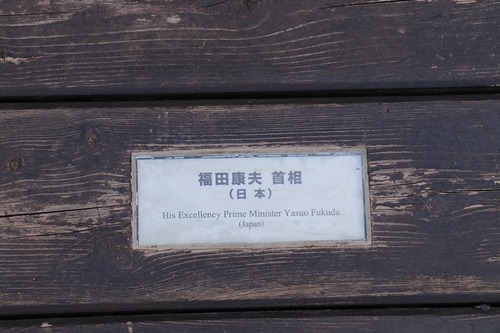 福田康夫 首相
（日 本）
His Excellency Prime Minister Yasuo Fukuda
(Japan)